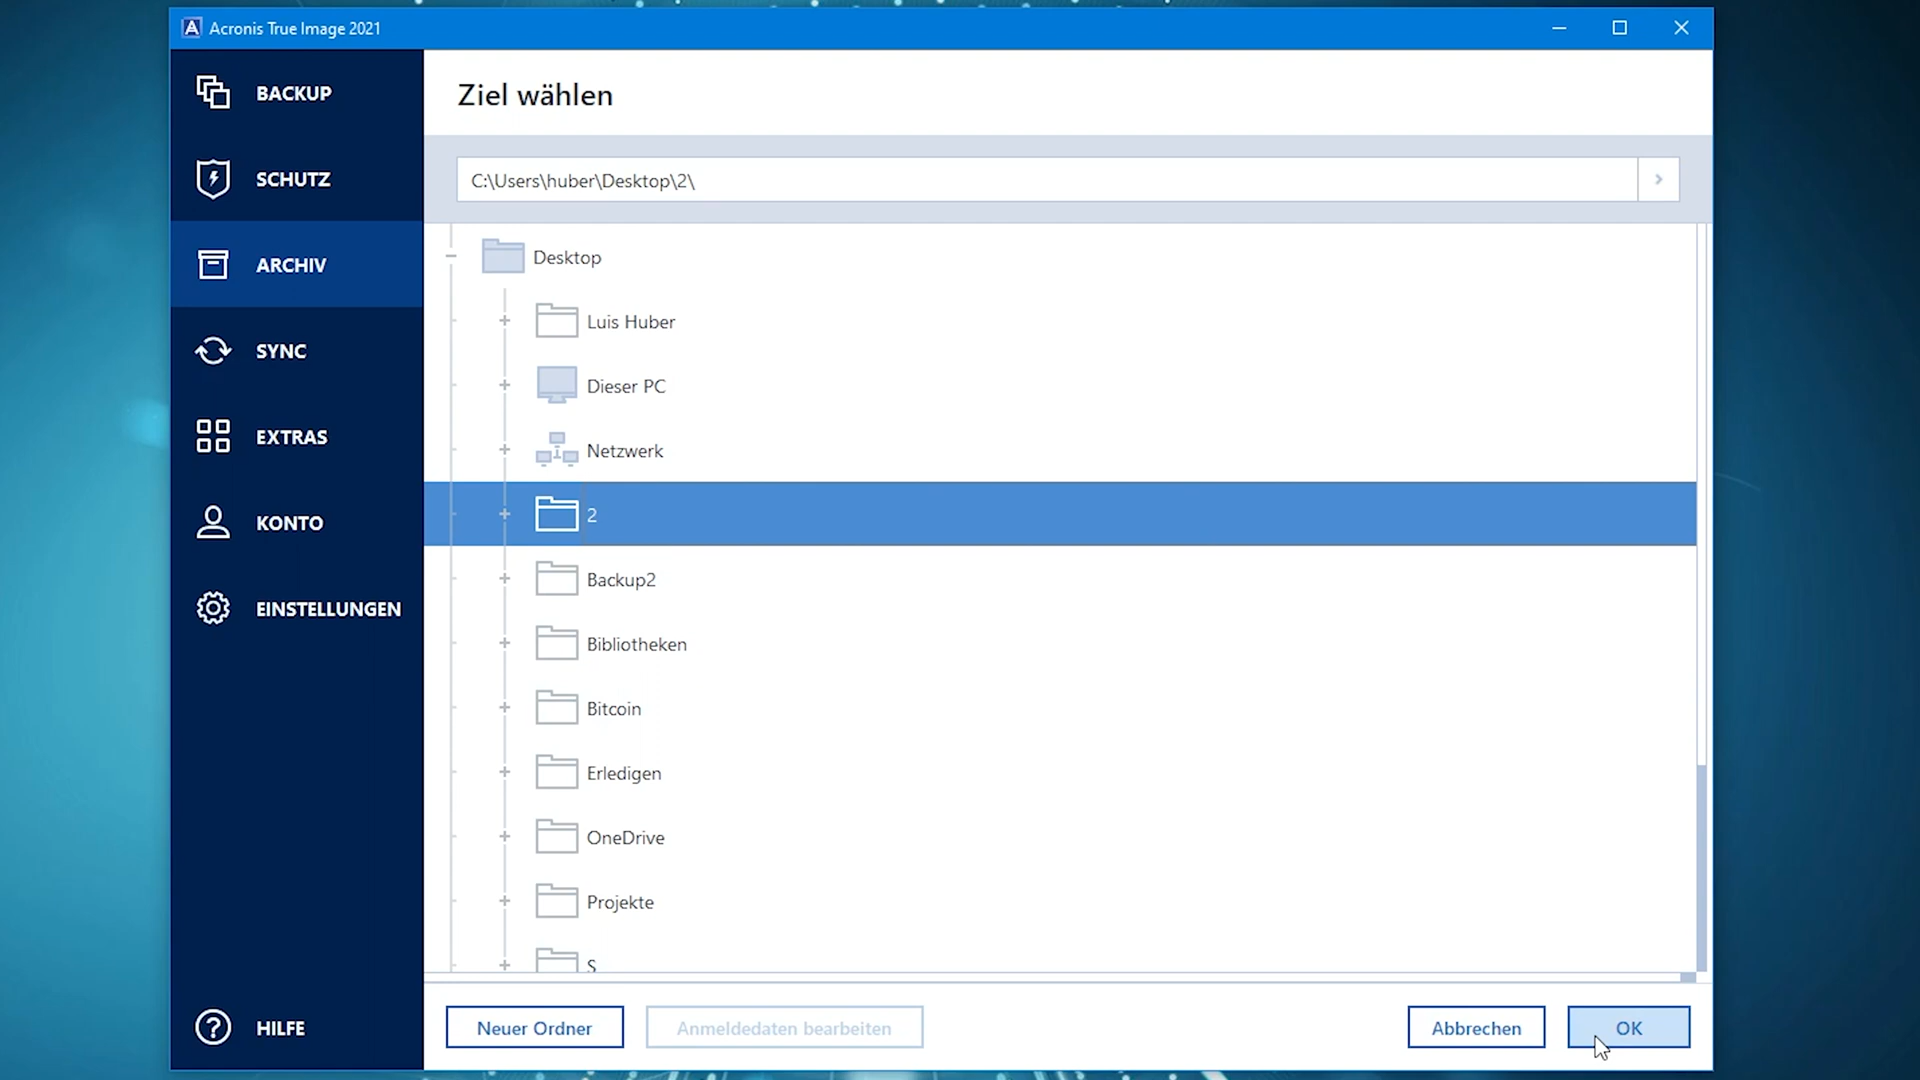 Acronis True Image 2021
BACKUP
SCHUTZ
ARCHIV
SYNC
EXTRAS
KONTO
EINSTELLUNGEN
HILFE
Ziel wählen
C:\Users\huber\Desktop\2\
Desktop
Luis Huber
Dieser PC
Netzwerk
2
Backup2
Bibliotheken
Bitcoin
Erledigen
OneDrive
Projekte
S
Neuer Ordner
Anmeldedaten bearbeiten
Abbrechen
OK